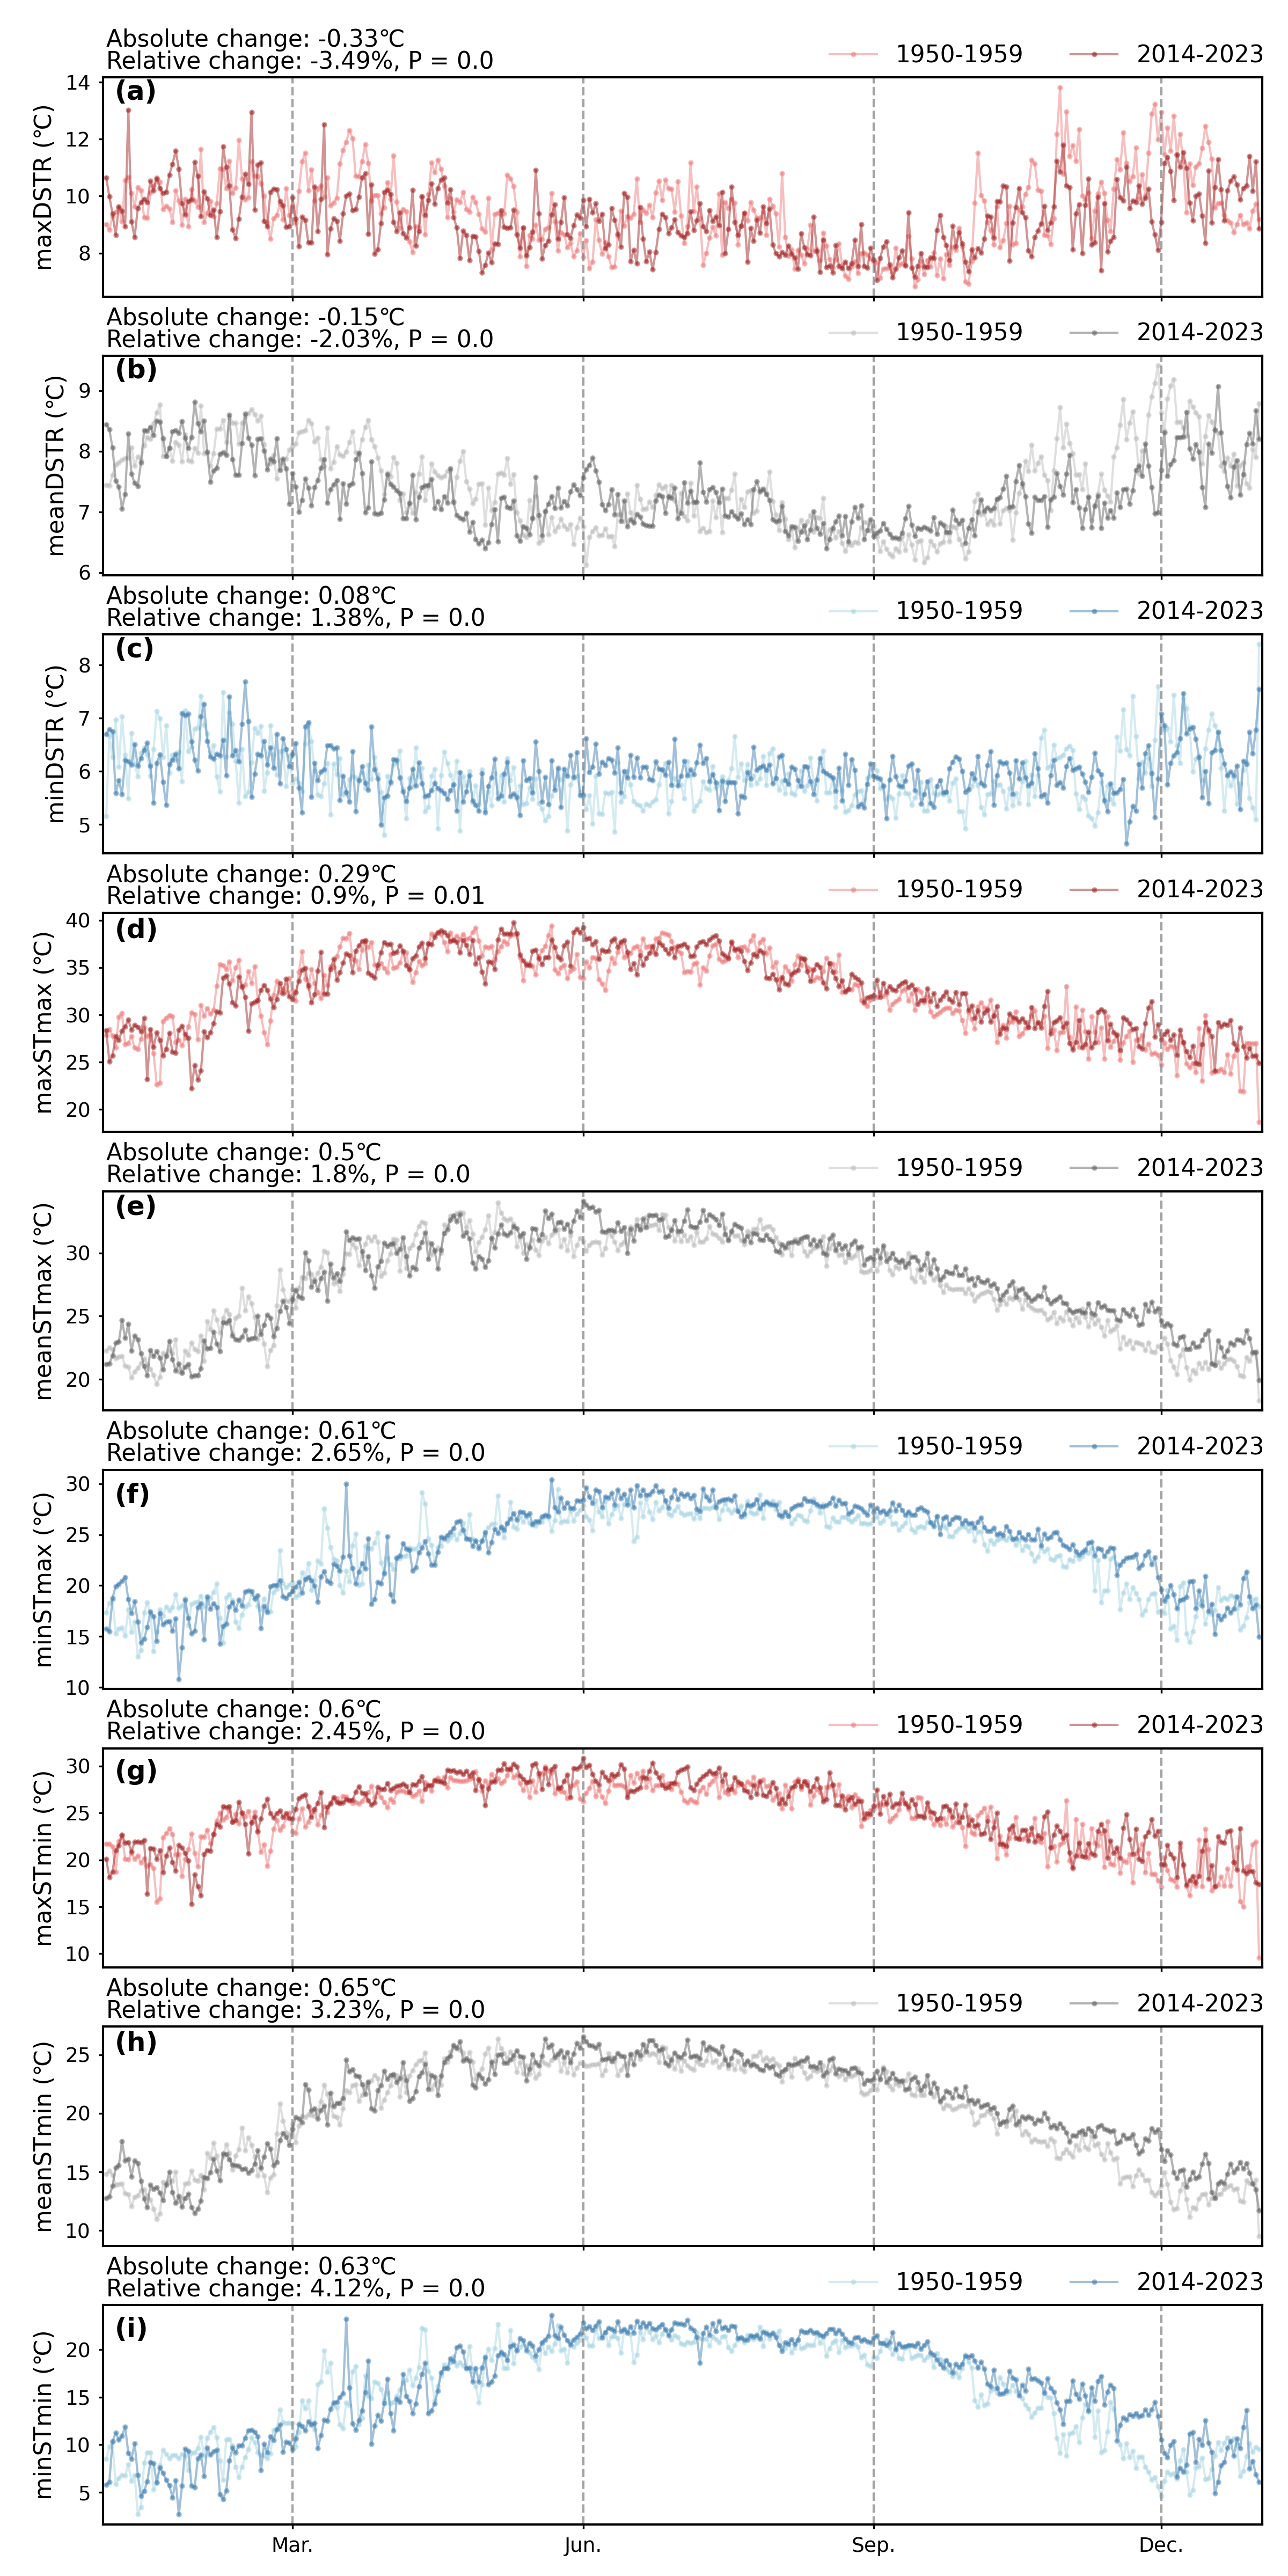 Absolute change: -0.33℃
Relative change: -3.49%, P = 0.0
1950-1959 2014-2023
(a)
maxDSTR (℃)
14
12
10
8
Absolute change: -0.15℃
Relative change: -2.03%, P = 0.0
1950-1959 2014-2023
(b)
meanDSTR (℃)
9
8
7
6
Absolute change: 0.08℃
Relative change: 1.38%, P = 0.0
1950-1959 2014-2023
(c)
minDSTR (℃)
8
7
6
5
Absolute change: 0.29℃
Relative change: 0.9%, P = 0.01
1950-1959 2014-2023
(d)
maxSTmax (℃)
40
35
30
25
20
Absolute change: 0.5℃
Relative change: 1.8%, P = 0.0
1950-1959 2014-2023
(e)
meanSTmax (℃)
30
25
20
Absolute change: 0.61℃
Relative change: 2.65%, P = 0.0
1950-1959 2014-2023
(f)
minSTmax (℃)
30
25
20
15
10
Absolute change: 0.6℃
Relative change: 2.45%, P = 0.0
1950-1959 2014-2023
(g)
maxSTmin (℃)
30
25
20
15
10
Absolute change: 0.65℃
Relative change: 3.23%, P = 0.0
1950-1959 2014-2023
(h)
meanSTmin (℃)
25
20
15
10
Absolute change: 0.63℃
Relative change: 4.12%, P = 0.0
1950-1959 2014-2023
(i)
minSTmin (℃)
20
15
10
5
Mar. Jun. Sep. Dec.